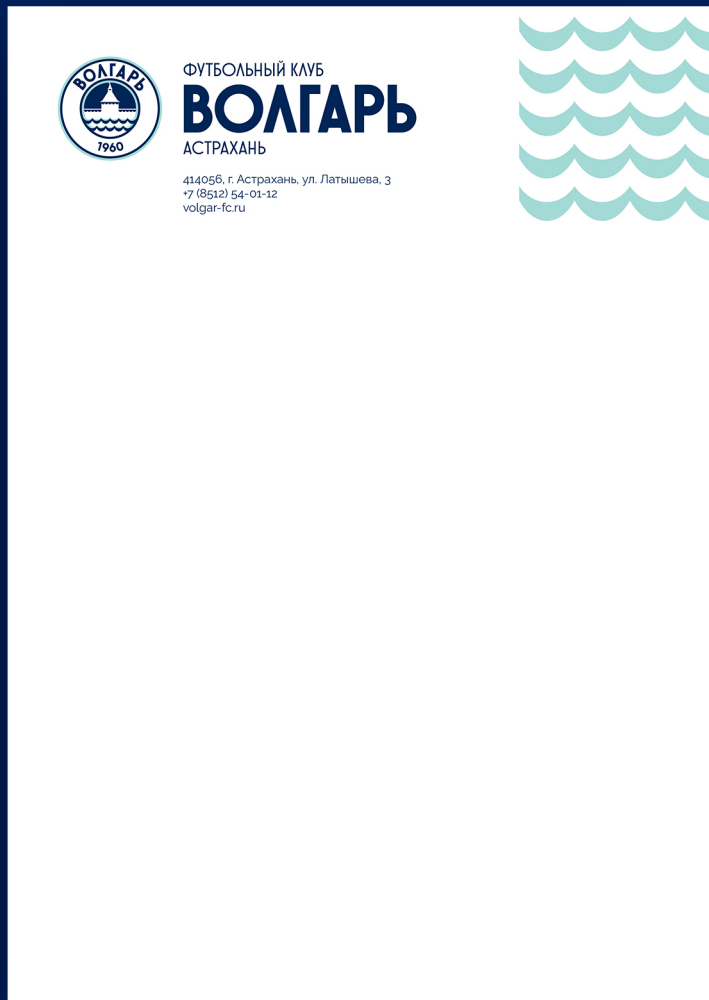 ВОЛГАРЬ
1960
ФУТБОЛЬНЫЙ КЛУБ
ВОЛГАРЬ
АСТРАХАНЬ
414056, г. Астрахань, ул. Латышева, 3
+7 (8512) 54-01-12
volgar-fc.ru